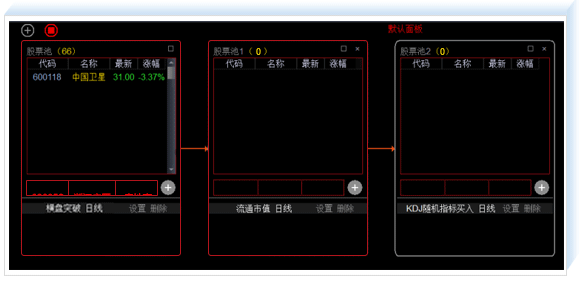 默认面板
股票池（66）
代码 名称 最新 涨幅
600118 中国卫星 31.00 -3.37%
横盘突破 日线 设置 删除
股票池1（0）
代码 名称 最新 涨幅
流通市值 日线 设置 删除
股票池2（0）
代码 名称 最新 涨幅
KDJ随机指标买入 日线 设置 删除